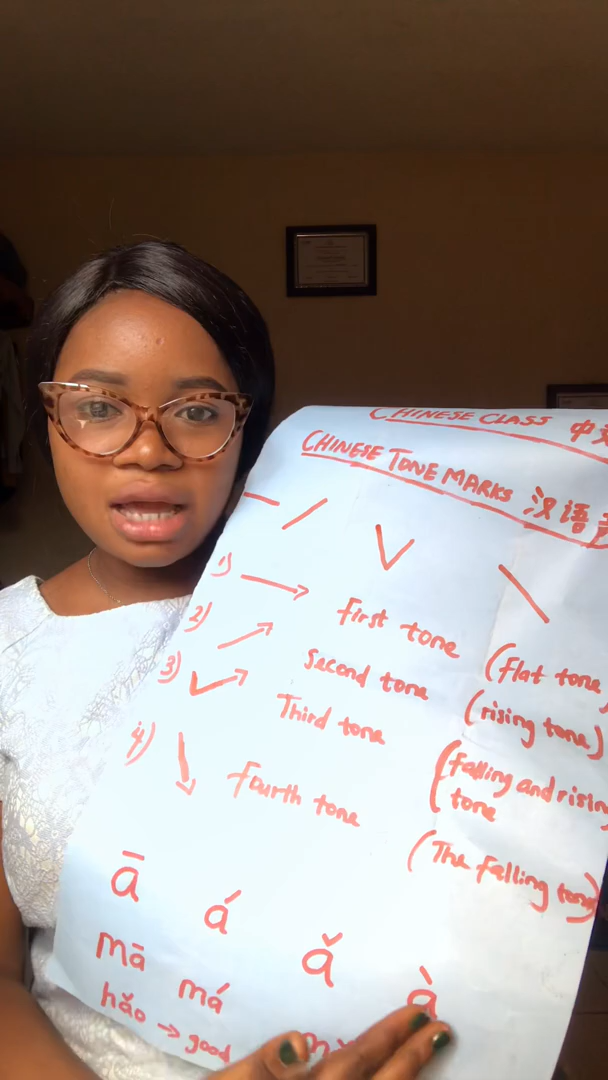 CHINESE CLASS 中
CHINESE TONE MARKS 汉语
1) → First tone (flat tone)
2) Second tone (rising tone)
3) Third tone (falling and rising
tone
4) Fourth tone (The falling tone)
ā á ǎ à
mā má
hǎo → good